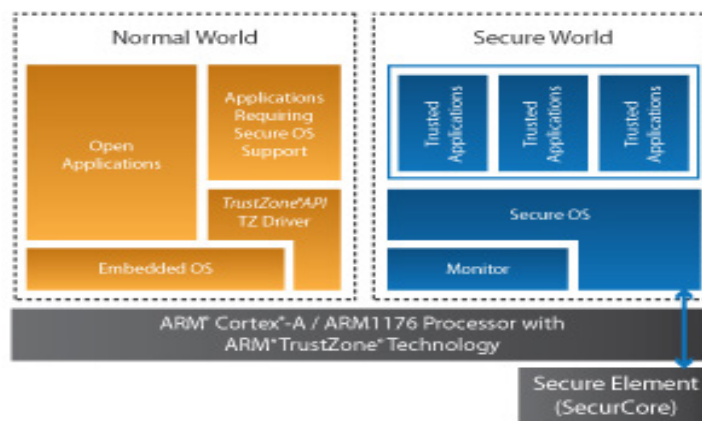 Normal World
Secure World
Open
Applications
Applications
Requiring
Secure OS
Support
TrustZone®API
TZ Driver
Embedded OS
Trusted
Applications
Trusted
Applications
Trusted
Applications
Secure OS
Monitor
ARM® Cortex®-A / ARM1176 Processor with
ARM®TrustZone® Technology
Secure Element
(SecurCore)